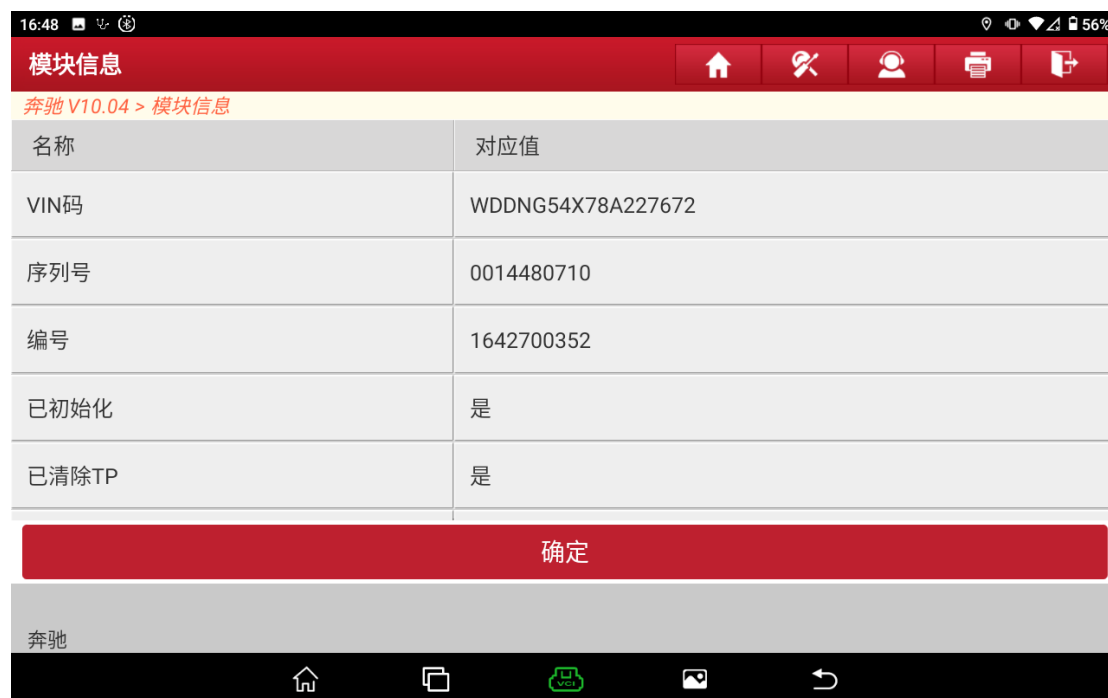 16:48 56%
模块信息
奔驰 V10.04 > 模块信息
名称 对应值
VIN码 WDDNG54X78A227672
序列号 0014480710
编号 1642700352
已初始化 是
已清除TP 是
确定
奔驰
VCI